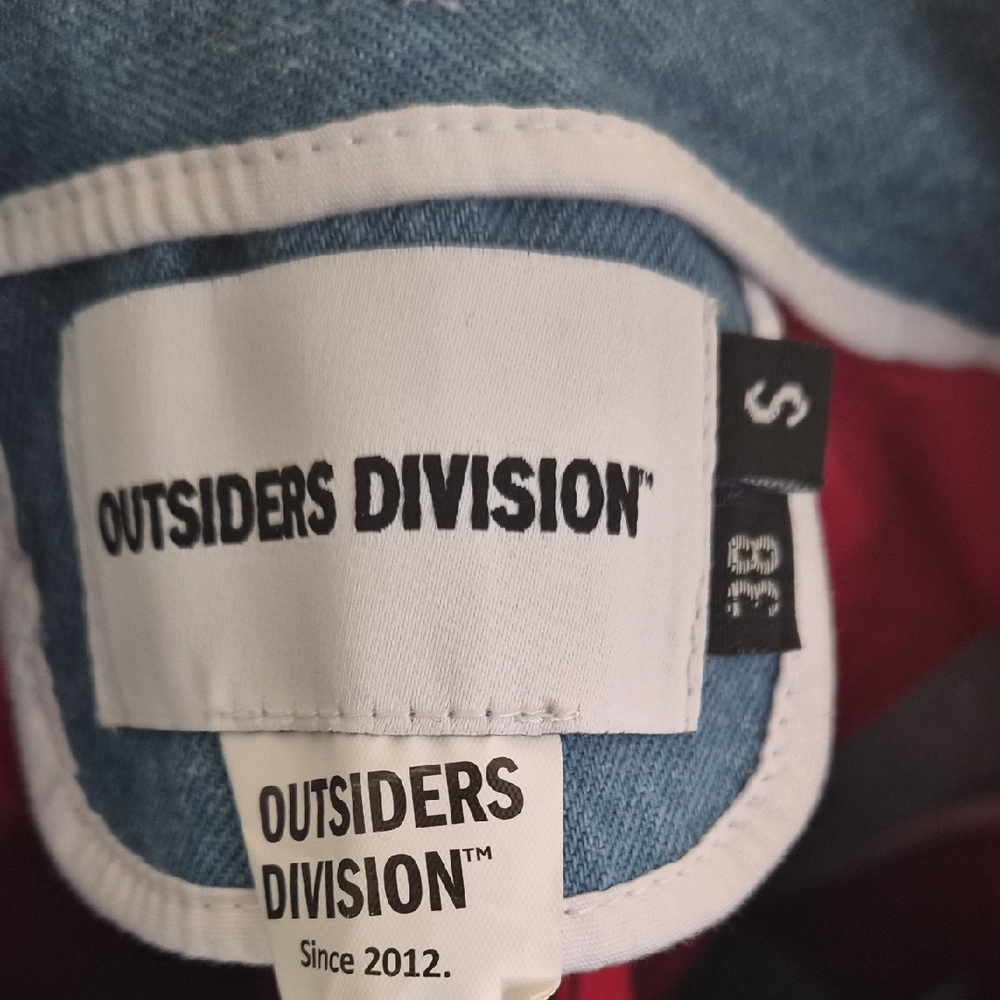 OUTSIDERS DIVISION™
S
38
OUTSIDERS
DIVISION™
Since 2012.